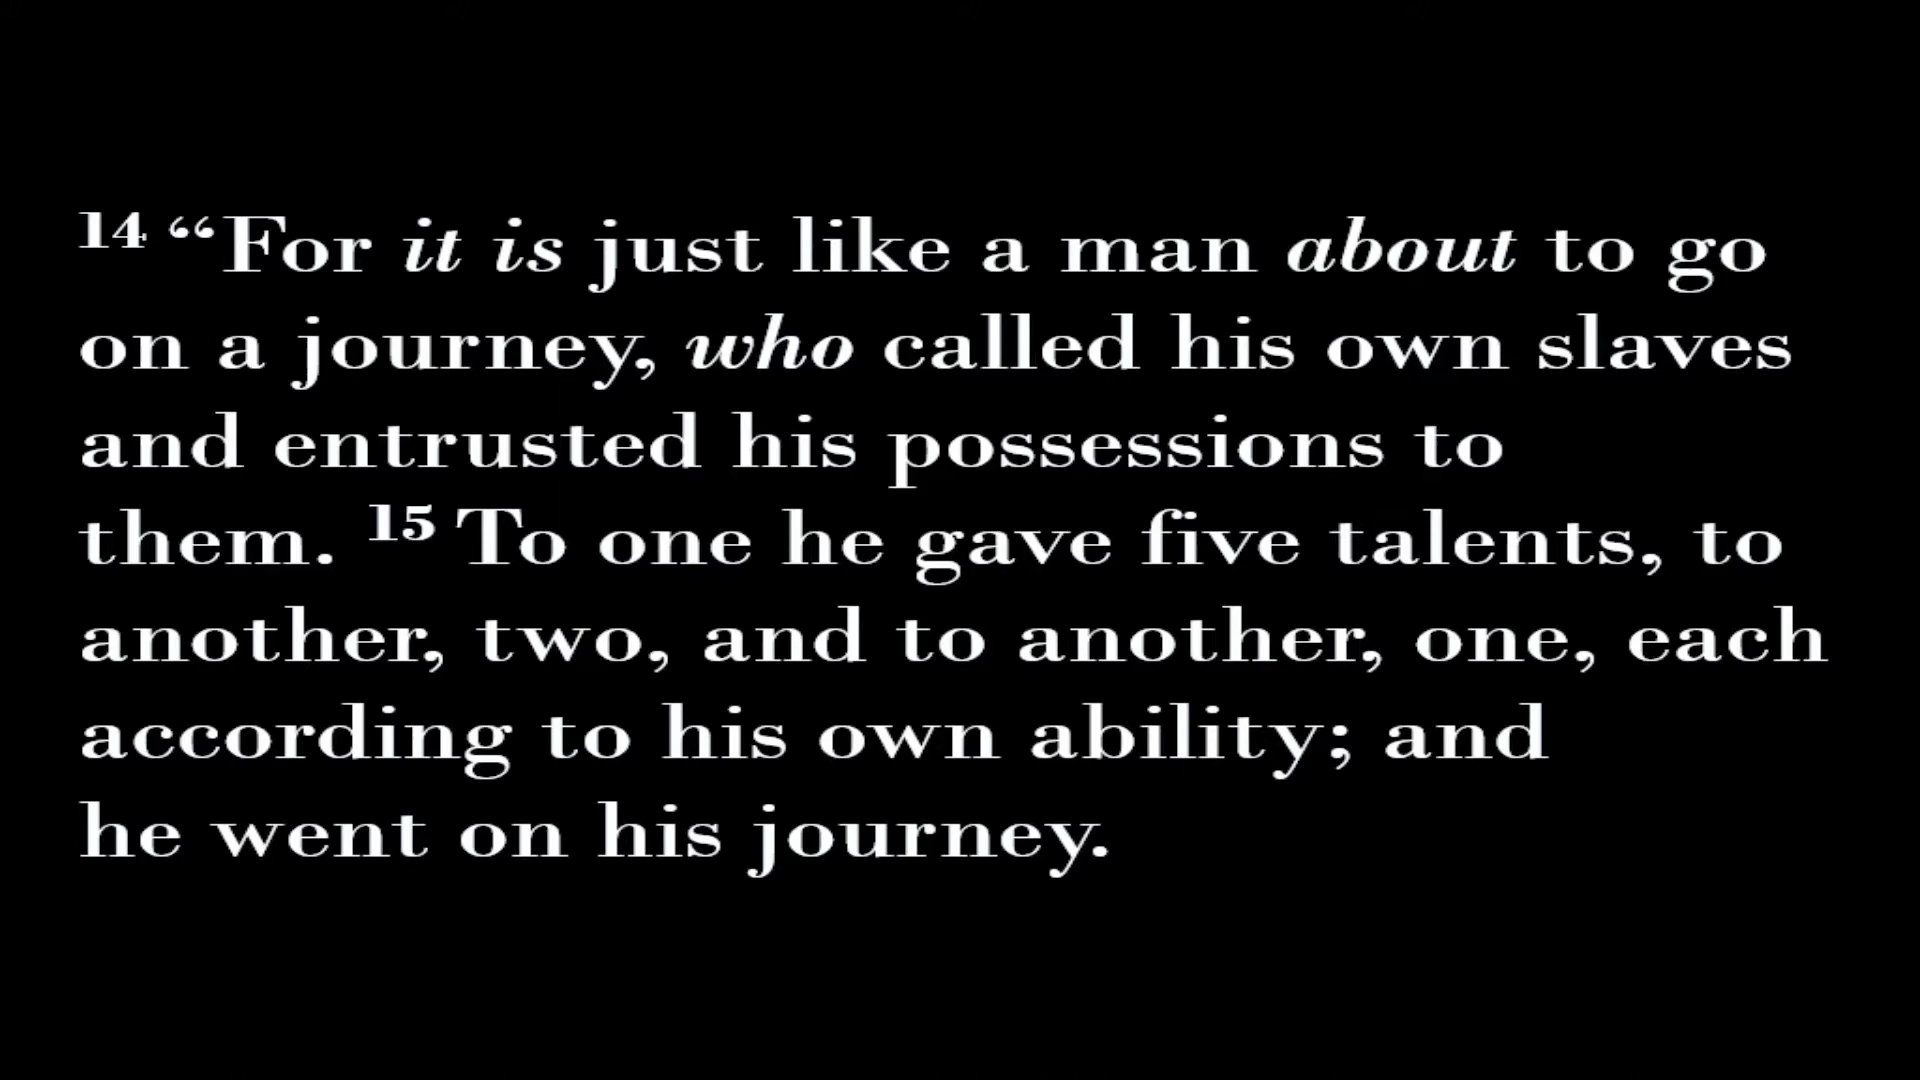 14 “For it is just like a man about to go
on a journey, who called his own slaves
and entrusted his possessions to
them. 15 To one he gave five talents, to
another, two, and to another, one, each
according to his own ability; and
he went on his journey.